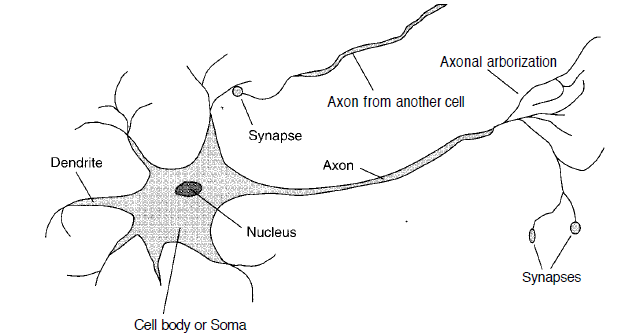 Axonal arborization
Axon from another cell
Synapse
Dendrite
Axon
Nucleus
Synapses
Cell body or Soma